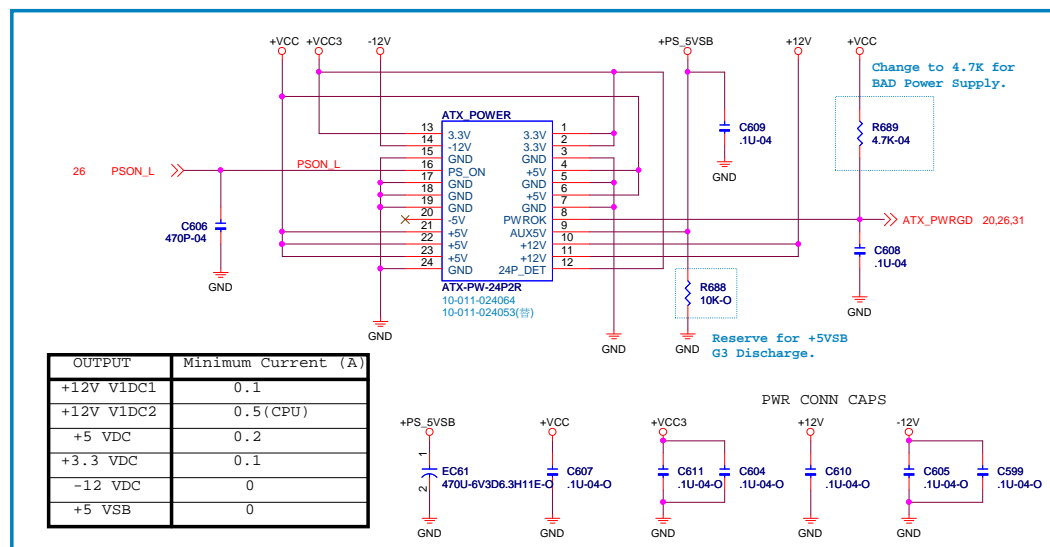 +VCC +VCC3 -12V +PS_5VSB +12V +VCC
Change to 4.7K for
BAD Power Supply.
ATX_POWER
13 3.3V 3.3V 1
14 -12V 3.3V 2
15 GND GND 3
16 PS_ON +5V 4
17 GND GND 5
18 GND +5V 6
19 GND GND 7
20 -5V PWROK 8
21 +5V AUX5V 9
22 +5V +12V 10
23 +5V +12V 11
24 GND 24P_DET 12
ATX-PW-24P2R
10-011-024064
10-011-024053(替)
26 PSON_L
PSON_L
C606
470P-04
GND
GND
GND
C609
.1U-04
GND
R689
4.7K-04
ATX_PWRGD 20,26,31
C608
.1U-04
GND
R688
10K-O
GND
Reserve for +5VSB
G3 Discharge.
OUTPUT Minimum Current (A)
+12V V1DC1 0.1
+12V V1DC2 0.5(CPU)
+5 VDC 0.2
+3.3 VDC 0.1
-12 VDC 0
+5 VSB 0
PWR CONN CAPS
+PS_5VSB +VCC +VCC3 +12V -12V
1
2
EC61
470U-6V3D6.3H11E-O
GND
C607
.1U-04-O
GND
C611
.1U-04-O
C604
.1U-04-O
GND
C610
.1U-04-O
GND
C605
.1U-04-O
C599
.1U-04-O
GND